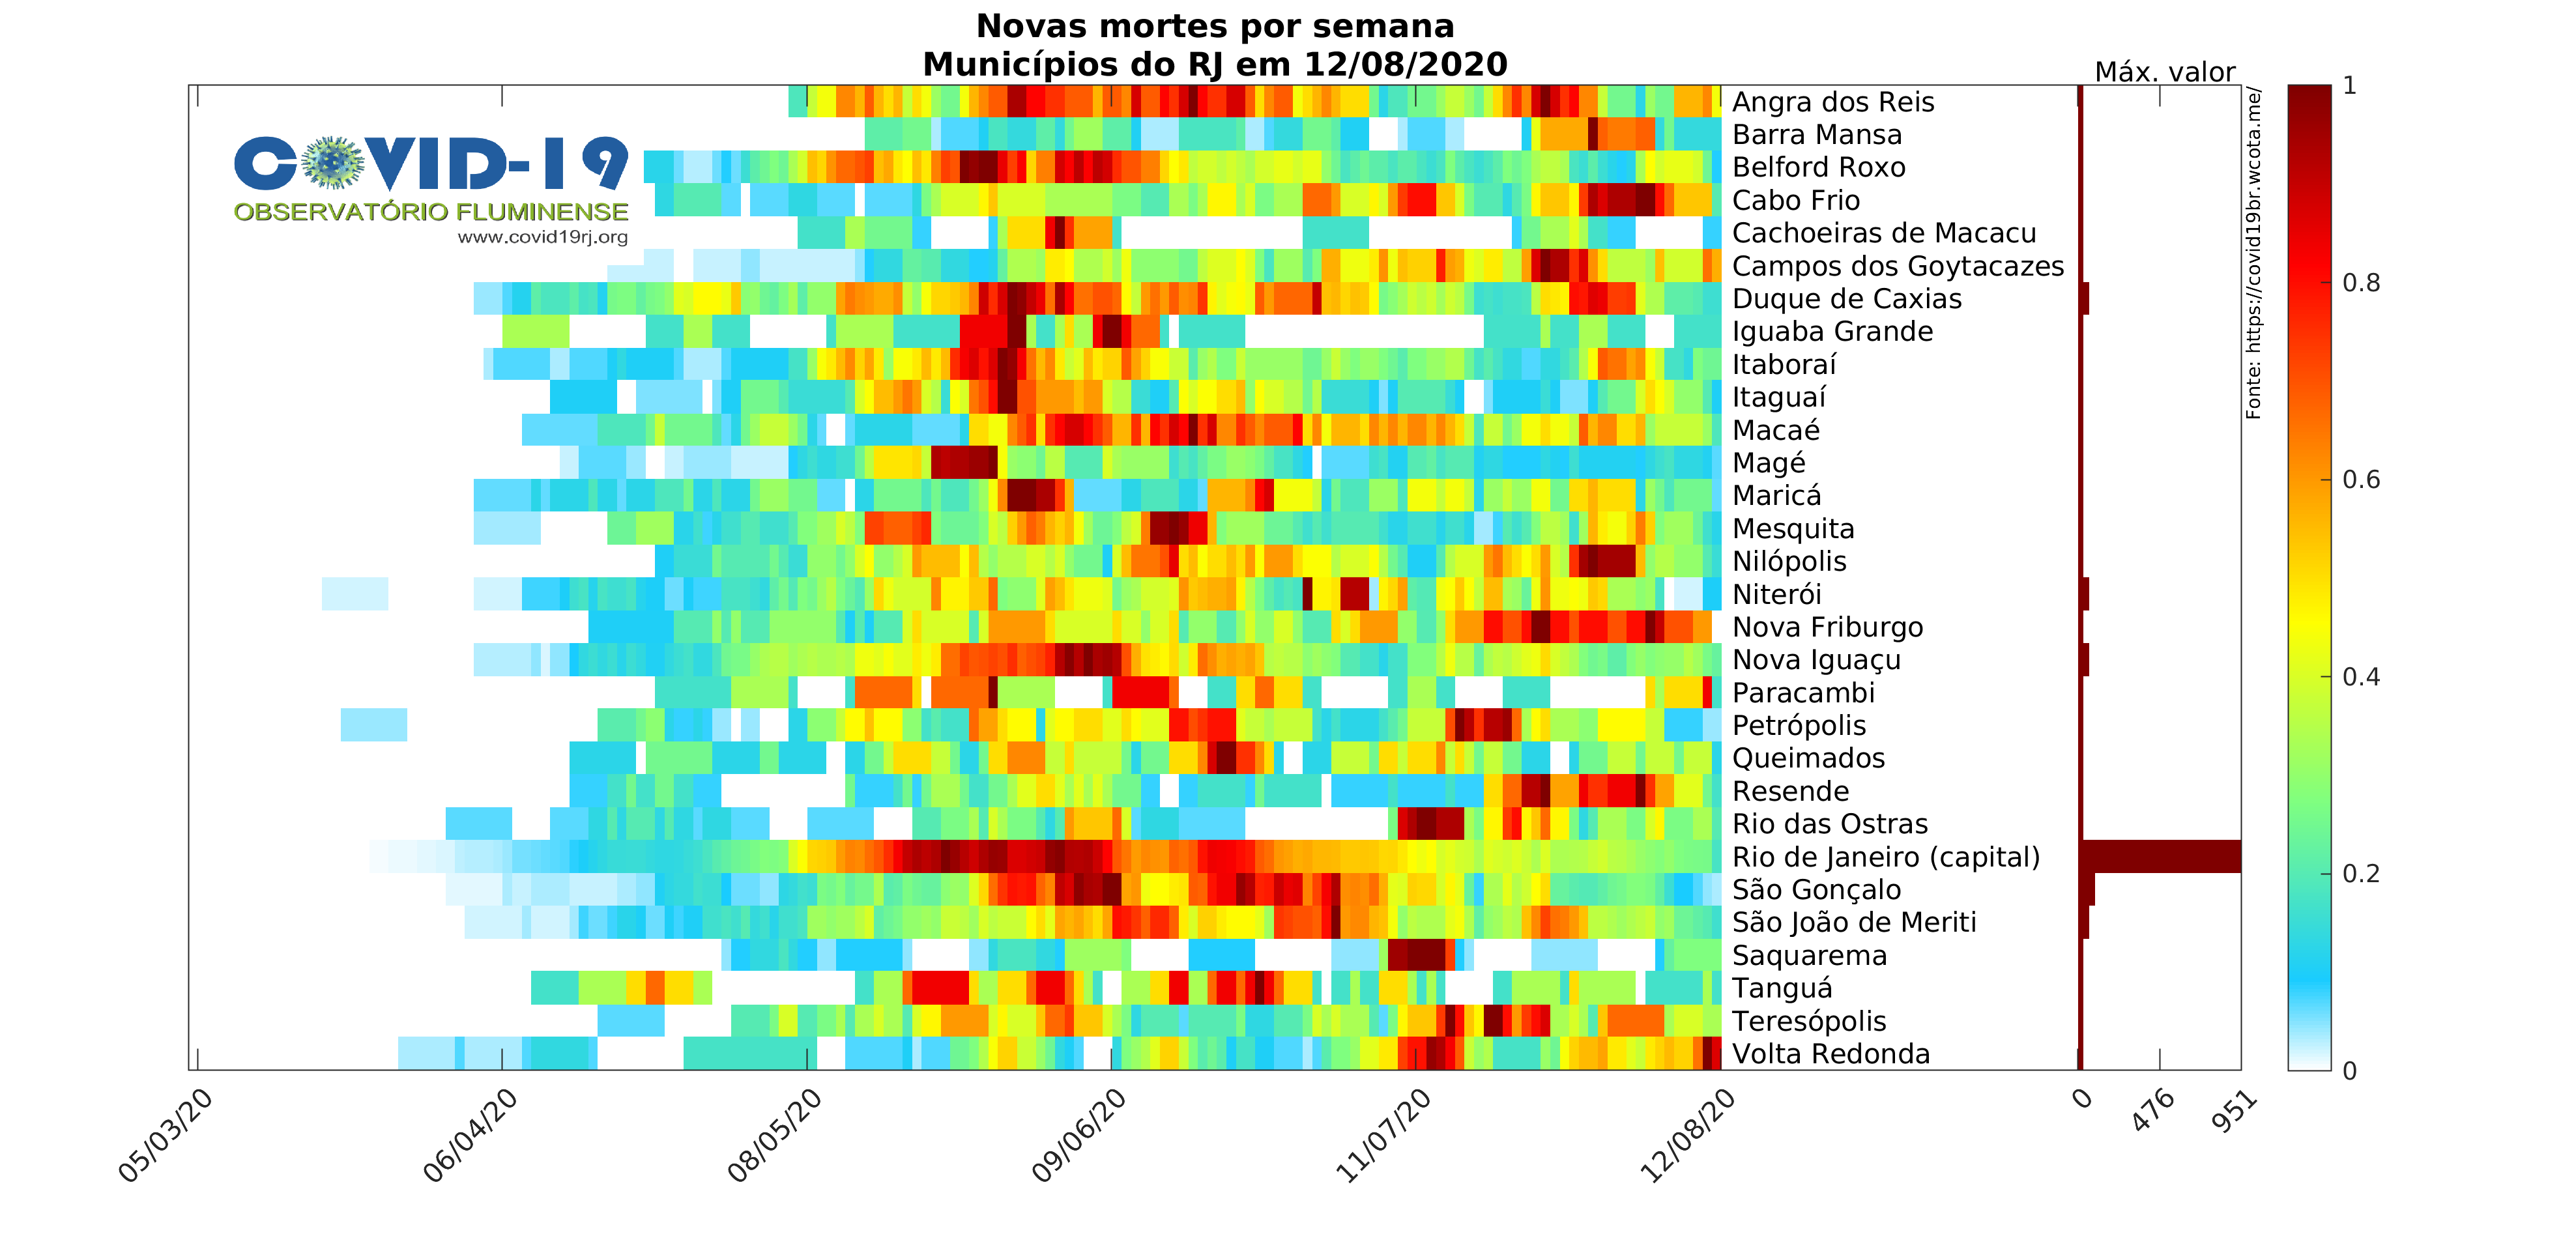 Novas mortes por semana
Municípios do RJ em 12/08/2020
Máx. valor
COVID-19
OBSERVATÓRIO FLUMINENSE
www.covid19rj.org
Angra dos Reis
Barra Mansa
Belford Roxo
Cabo Frio
Cachoeiras de Macacu
Campos dos Goytacazes
Duque de Caxias
Iguaba Grande
Itaboraí
Itaguaí
Macaé
Magé
Maricá
Mesquita
Nilópolis
Niterói
Nova Friburgo
Nova Iguaçu
Paracambi
Petrópolis
Queimados
Resende
Rio das Ostras
Rio de Janeiro (capital)
São Gonçalo
São João de Meriti
Saquarema
Tanguá
Teresópolis
Volta Redonda
Fonte: https://covid19br.wcota.me/
1
0.8
0.6
0.4
0.2
0
05/03/20
06/04/20
08/05/20
09/06/20
11/07/20
12/08/20
0
476
951